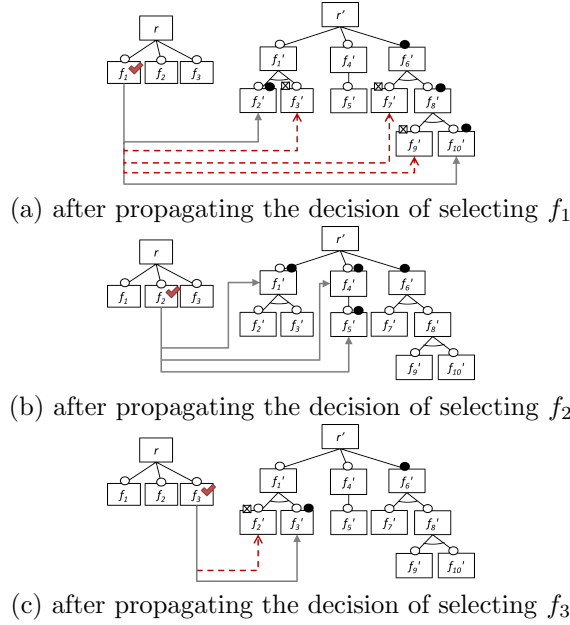 r r'
f₁ f₂ f₃ f₁' f₄' f₆'
f₂' f₃' f₅' f₇' f₈'
f₉' f₁₀'
(a) after propagating the decision of selecting f₁
r r'
f₁ f₂ f₃ f₁' f₄' f₆'
f₂' f₃' f₅' f₇' f₈'
f₉' f₁₀'
(b) after propagating the decision of selecting f₂
r r'
f₁ f₂ f₃ f₁' f₄' f₆'
f₂' f₃' f₅' f₇' f₈'
f₉' f₁₀'
(c) after propagating the decision of selecting f₃